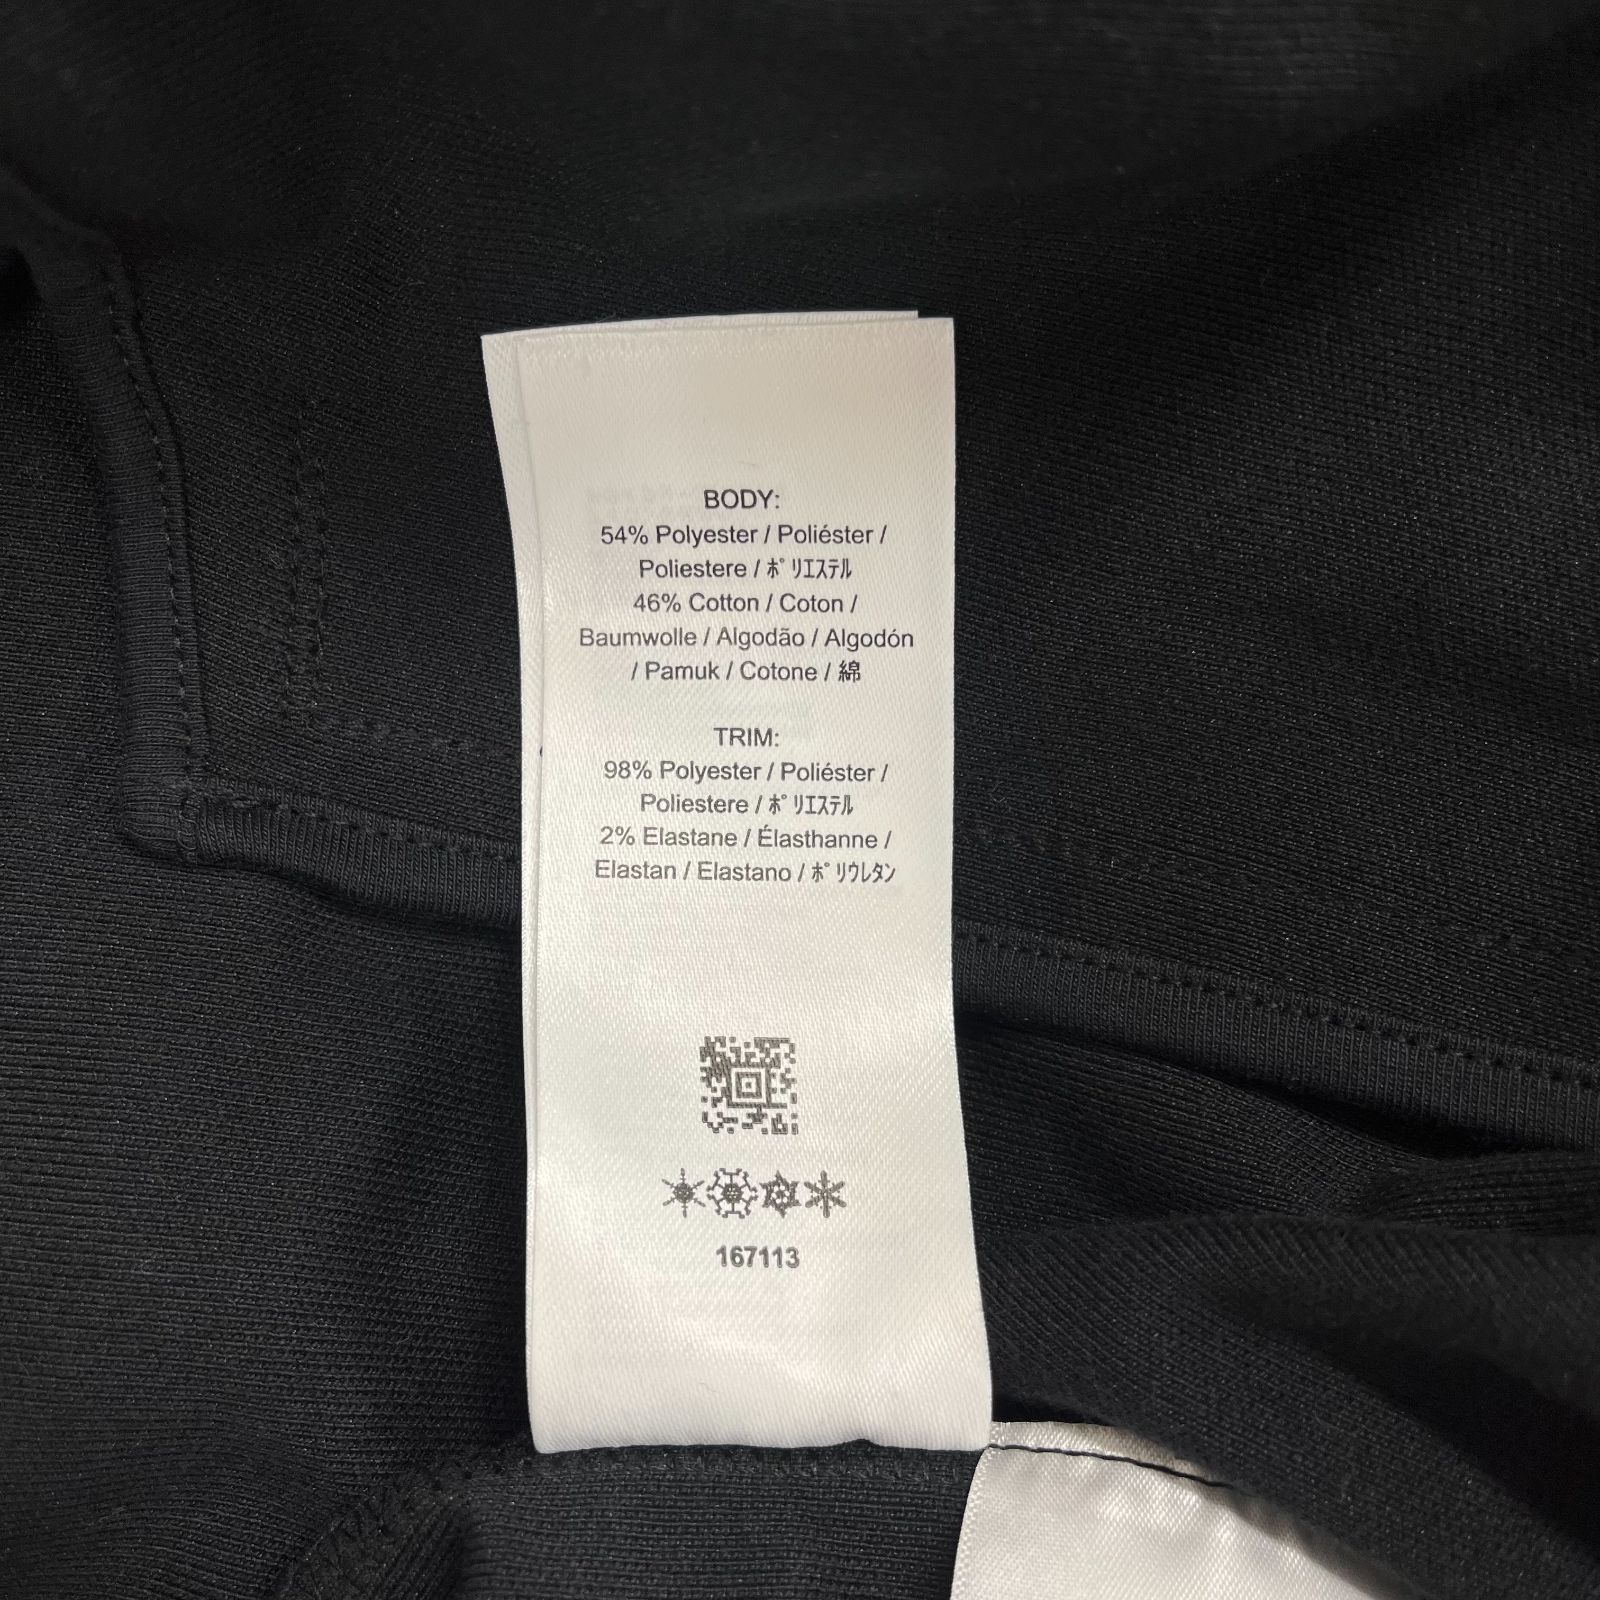 BODY:
54% Polyester / Poliéster /
Poliestere / ﾎﾟﾘｴｽﾃﾙ
46% Cotton / Coton /
Baumwolle / Algodão / Algodón
/ Pamuk / Cotone / 綿
TRIM:
98% Polyester / Poliéster /
Poliestere / ﾎﾟﾘｴｽﾃﾙ
2% Elastane / Élasthanne /
Elastan / Elastano / ﾎﾟﾘｳﾚﾀﾝ
167113